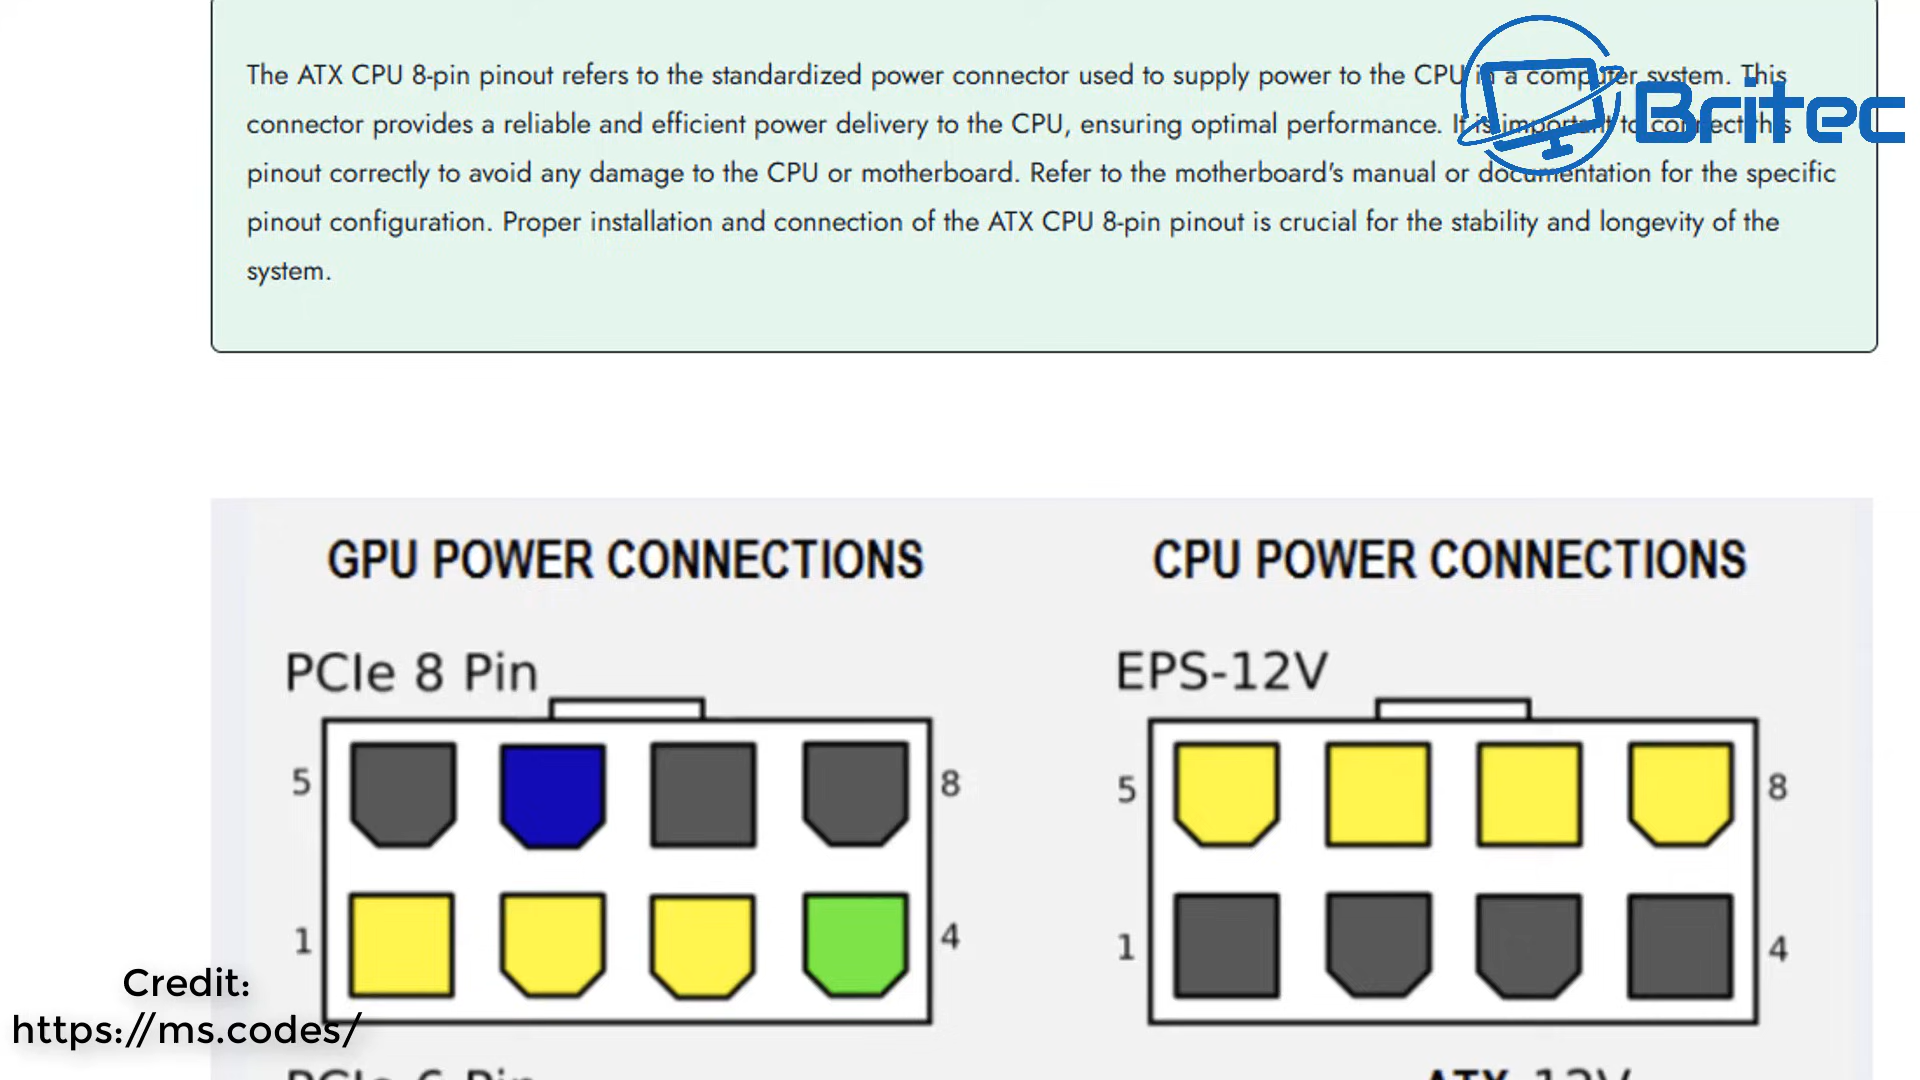 The ATX CPU 8-pin pinout refers to the standardized power connector used to supply power to the CPU in a computer system. This
connector provides a reliable and efficient power delivery to the CPU, ensuring optimal performance. It is important to connect this
pinout correctly to avoid any damage to the CPU or motherboard. Refer to the motherboard's manual or documentation for the specific
pinout configuration. Proper installation and connection of the ATX CPU 8-pin pinout is crucial for the stability and longevity of the
system.
Britec
GPU POWER CONNECTIONS
CPU POWER CONNECTIONS
PCIe 8 Pin
EPS-12V
5
8
5
8
1
4
1
4
Credit:
https://ms.codes/
PCIe 6 Pin
ATX-12V